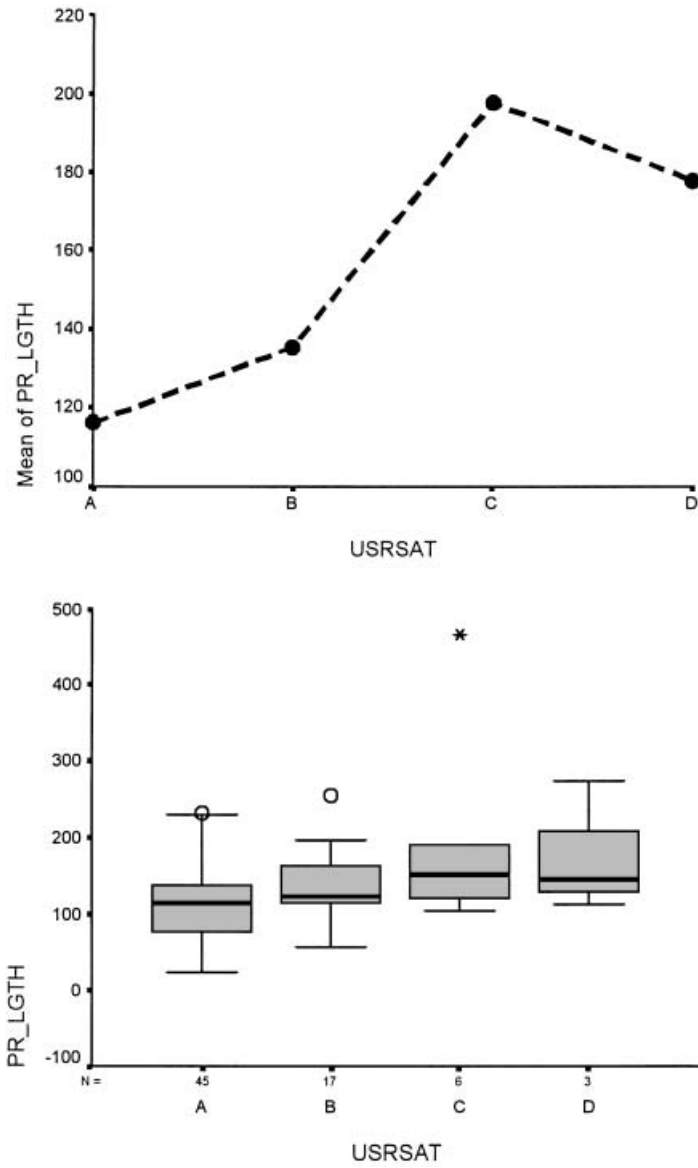 220
200
180
160
140
120
100
Mean of PR_LGTH
A B C D
USRSAT
500
400
300
200
100
0
-100
PR_LGTH
N = 45 17 6 3
A B C D
USRSAT